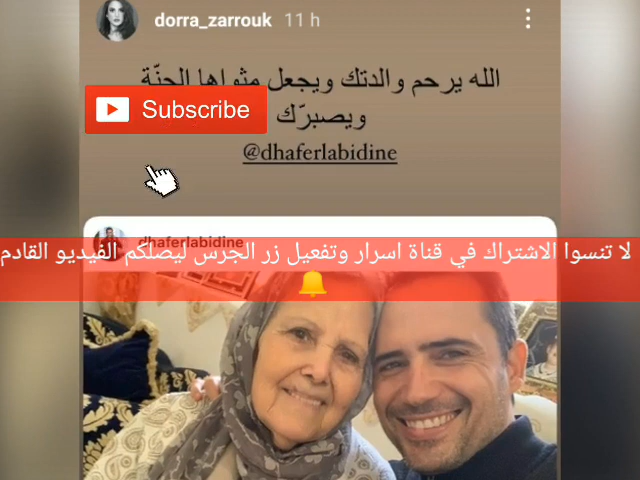 dorra_zarrouk 11 h
الله يرحم والدتك ويجعل مثواها الجنّة
Subscribe
ويصبرّك
@dhaferlabidine
dhaferlabidine
لا تنسوا الاشتراك في قناة اسرار وتفعيل زر الجرس ليصلكم الفيديو القادم